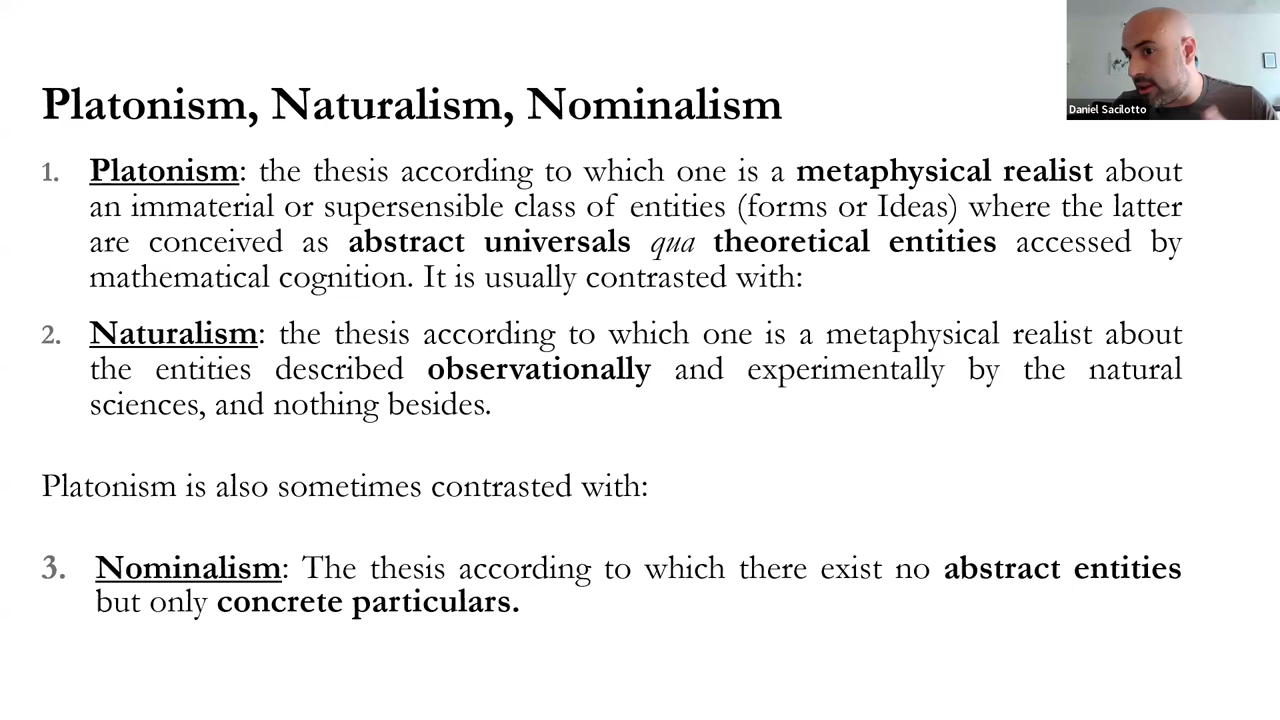 Platonism, Naturalism, Nominalism
Daniel Sacilotto
1. Platonism: the thesis according to which one is a metaphysical realist about
an immaterial or supersensible class of entities (forms or Ideas) where the latter
are conceived as abstract universals qua theoretical entities accessed by
mathematical cognition. It is usually contrasted with:
2. Naturalism: the thesis according to which one is a metaphysical realist about
the entities described observationally and experimentally by the natural
sciences, and nothing besides.
Platonism is also sometimes contrasted with:
3. Nominalism: The thesis according to which there exist no abstract entities
but only concrete particulars.